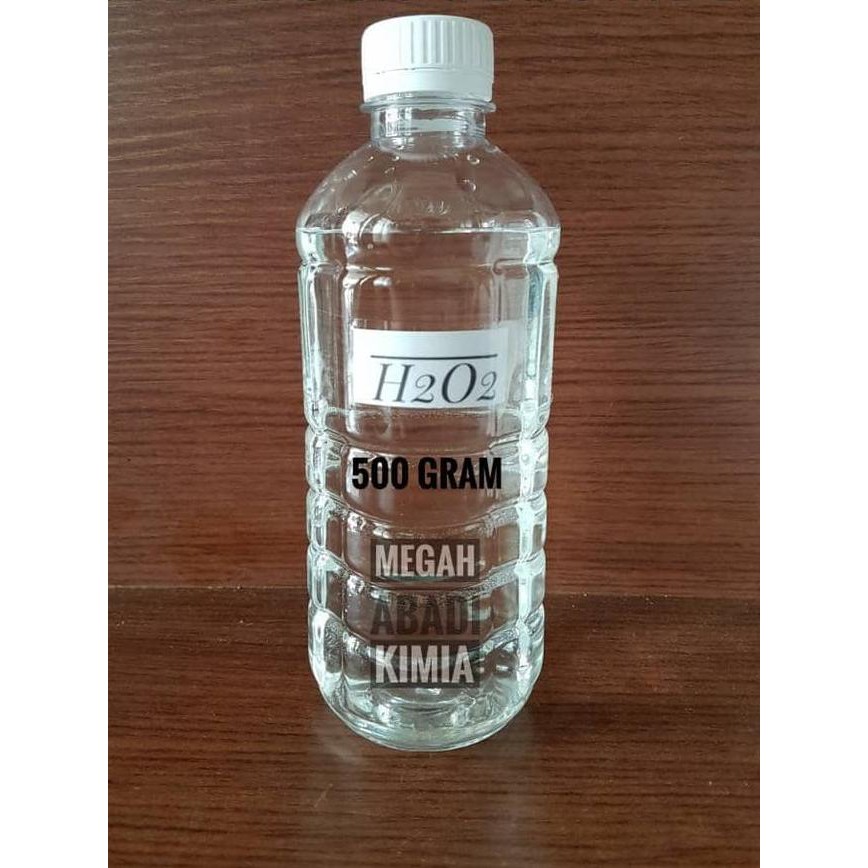 H2O2
500 GRAM
MEGAH
ABADI
KIMIA